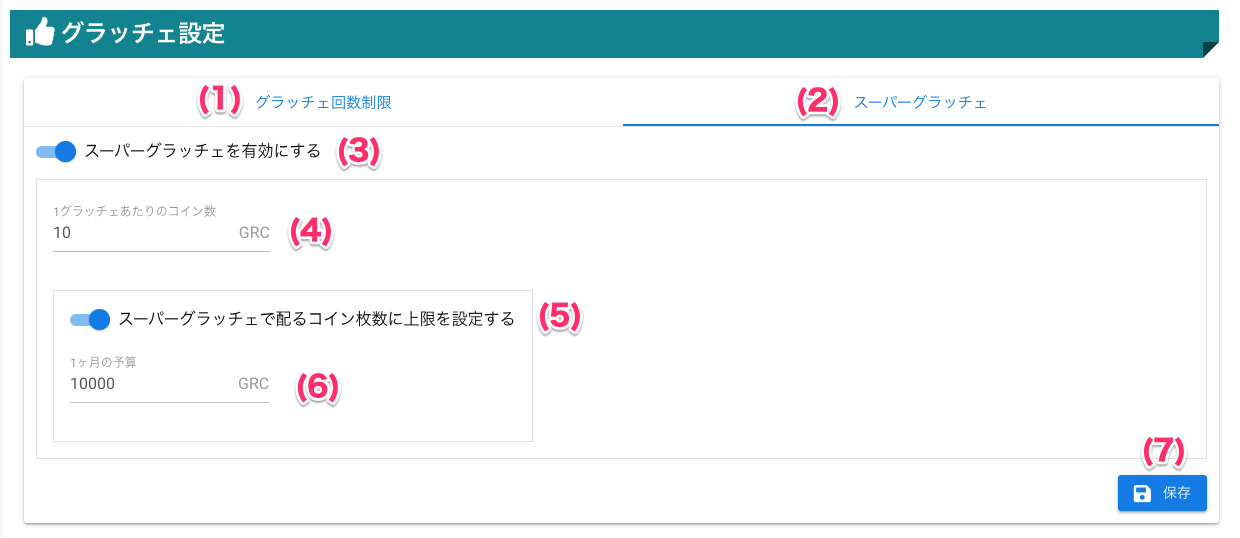 グラッチェ設定
(1) グラッチェ回数制限
(2) スーパーグラッチェ
スーパーグラッチェを有効にする (3)
1グラッチェあたりのコイン数
10 GRC (4)
スーパーグラッチェで配るコイン枚数に上限を設定する (5)
1ヶ月の予算
10000 GRC (6)
(7)
保存